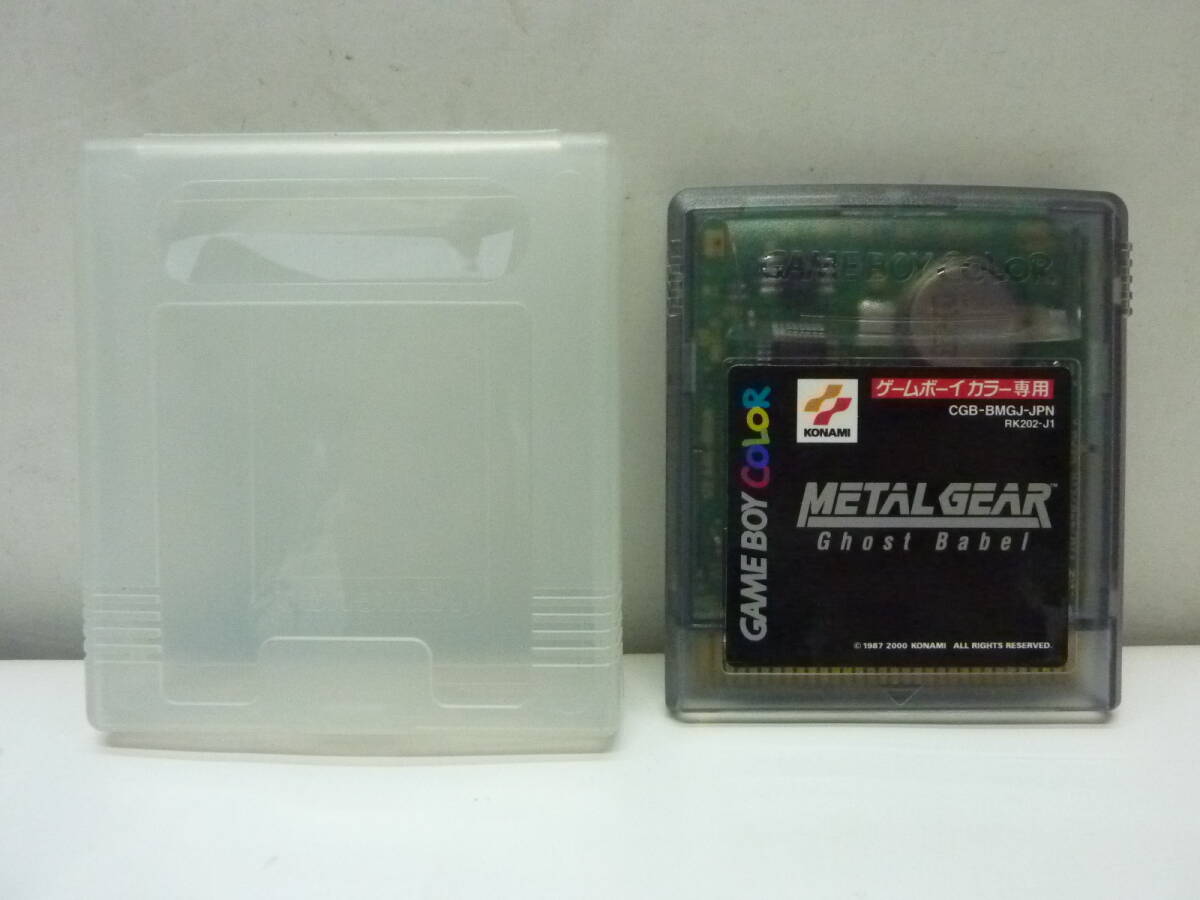 GAME BOY COLOR
GAME BOY COLOR
KONAMI
ゲームボーイカラー専用
CGB-BMGJ-JPN
RK202-J1
METAL GEAR™
Ghost Babel
© 1987 2000 KONAMI ALL RIGHTS RESERVED.